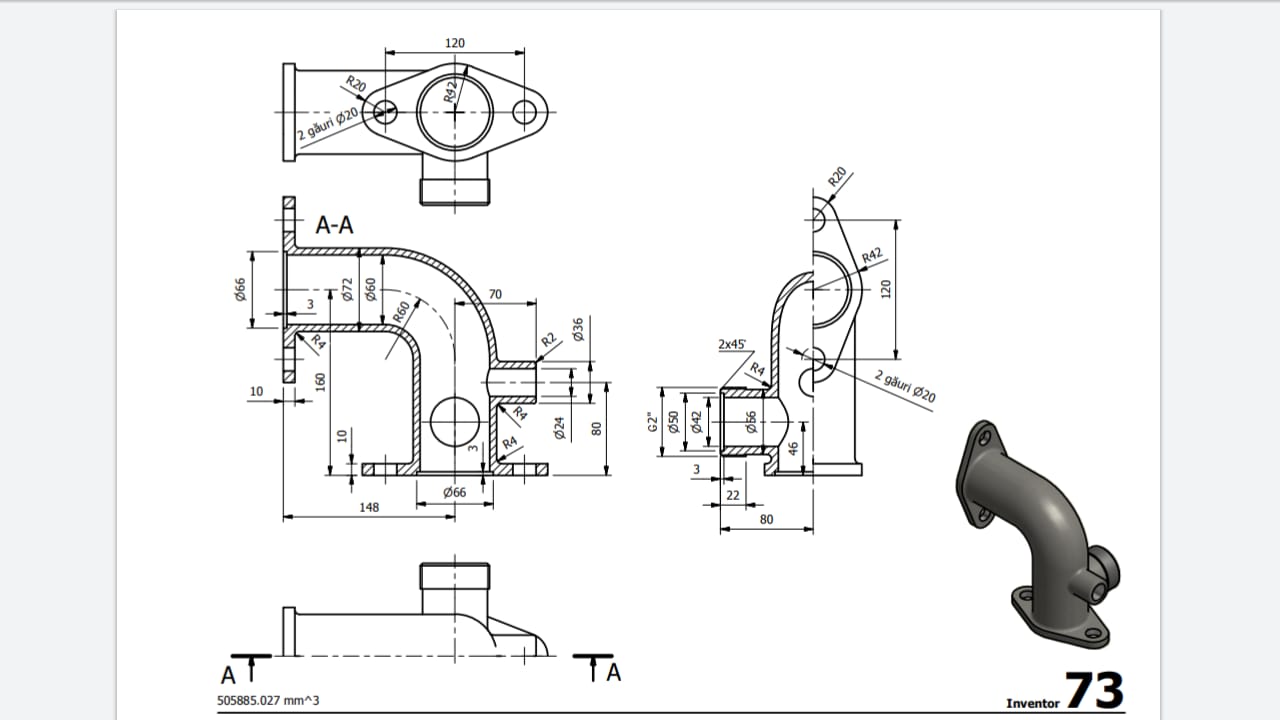 120
R20
R42
2 găuri Ø20
A-A
Ø66
3
Ø72
Ø60
R60
R4
10
160
70
R2
Ø36
R4
Ø24
80
10
3
R4
Ø66
148
R20
R42
120
2 găuri Ø20
2x45°
R4
G2"
Ø50
Ø42
Ø56
46
3
22
80
A
A
505885.027 mm^3
Inventor 73